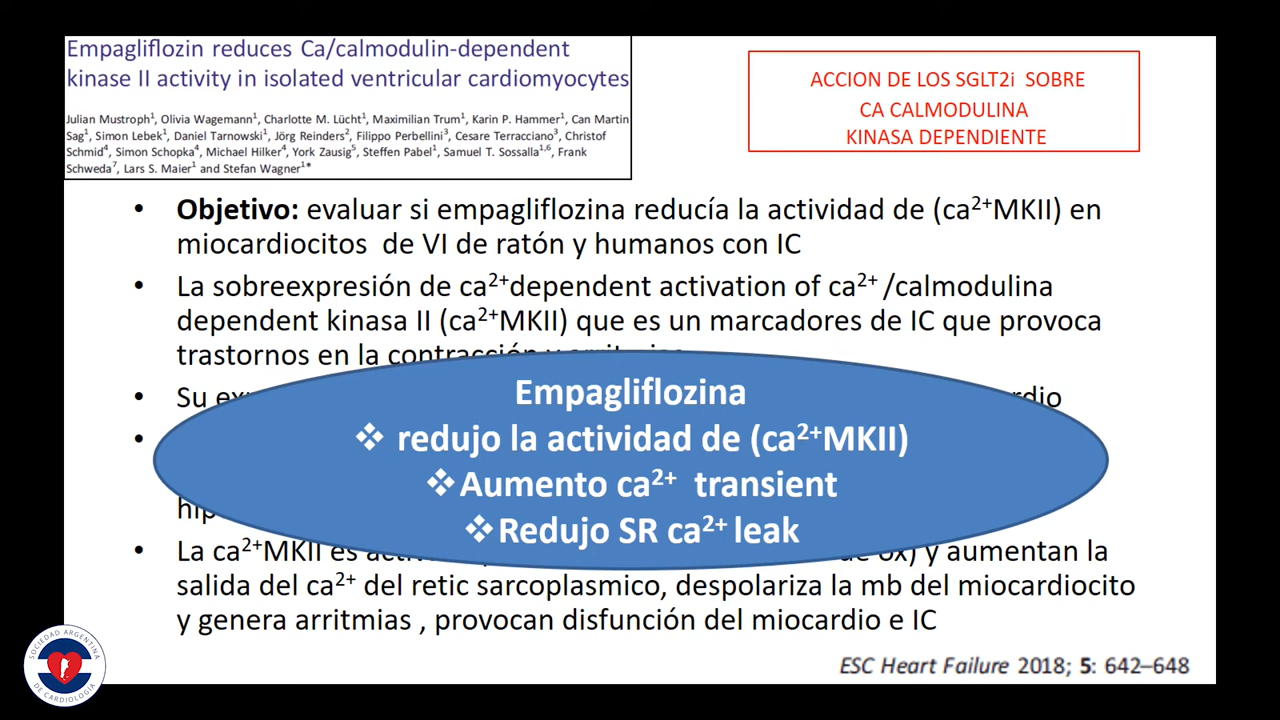 Empagliflozin reduces Ca/calmodulin-dependent
kinase II activity in isolated ventricular cardiomyocytes
Julian Mustroph¹, Olivia Wagemann¹, Charlotte M. Lücht¹, Maximilian Trum¹, Karin P. Hammer¹, Can Martin
Sag¹, Simon Lebek¹, Daniel Tarnowski¹, Jörg Reinders², Filippo Perbellini³, Cesare Terracciano³, Christof
Schmid⁴, Simon Schopka⁴, Michael Hilker⁴, York Zausig⁵, Steffen Pabel¹, Samuel T. Sossalla¹,⁶, Frank
Schweda⁷, Lars S. Maier¹ and Stefan Wagner¹*
ACCION DE LOS SGLT2i SOBRE
CA CALMODULINA
KINASA DEPENDIENTE
• Objetivo: evaluar si empagliflozina reducía la actividad de (ca²⁺MKII) en
miocardiocitos de VI de ratón y humanos con IC
• La sobreexpresión de ca²⁺dependent activation of ca²⁺ /calmodulina
dependent kinasa II (ca²⁺MKII) que es un marcadores de IC que provoca
trastornos en la contracción y arritmias
• Su
Empagliflozina
❖ redujo la actividad de (ca²⁺MKII)
❖Aumento ca²⁺ transient
❖Redujo SR ca²⁺ leak
• La ca²⁺MKII es ox) y aumentan la
salida del ca²⁺ del retic sarcoplasmico, despolariza la mb del miocardiocito
y genera arritmias , provocan disfunción del miocardio e IC
SOCIEDAD ARGENTINA
DE CARDIOLOGÍA
ESC Heart Failure 2018; 5: 642–648